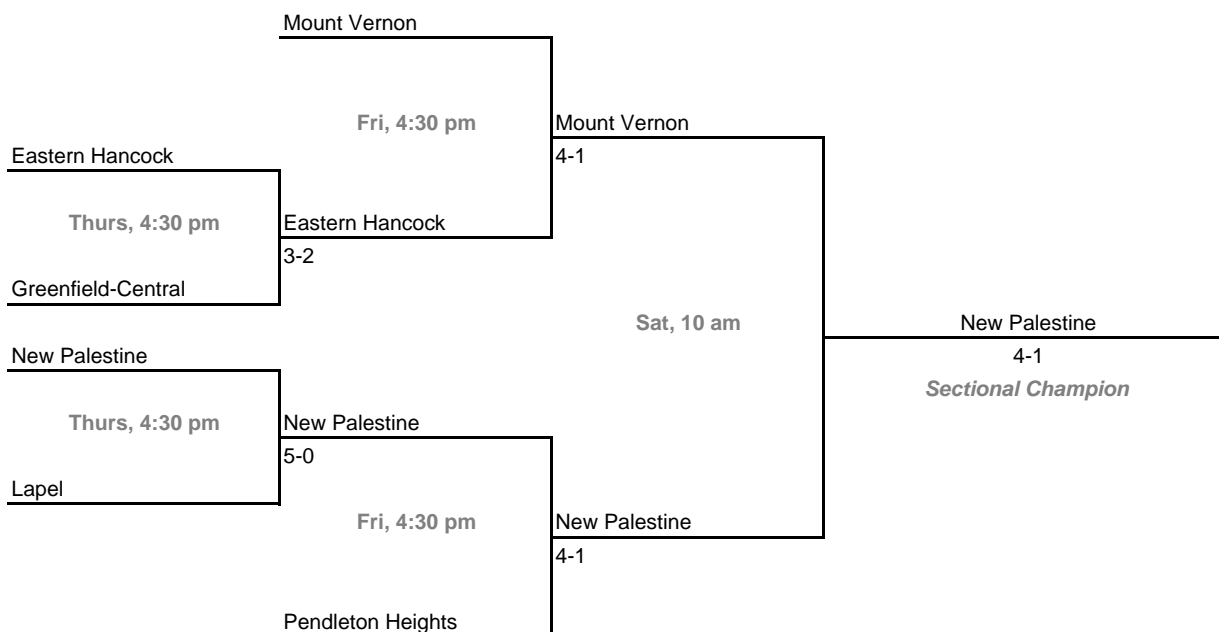 Mount Vernon
Fri, 4:30 pm
Mount Vernon
Eastern Hancock
4-1
Thurs, 4:30 pm
Eastern Hancock
3-2
Greenfield-Central
Sat, 10 am
New Palestine
New Palestine
4-1
Sectional Champion
Thurs, 4:30 pm
New Palestine
5-0
Lapel
Fri, 4:30 pm
New Palestine
4-1
Pendleton Heights